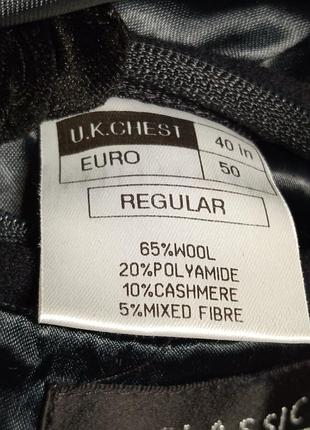 U.K.CHEST 40 in
EURO 50
REGULAR
65%WOOL
20%POLYAMIDE
10%CASHMERE
5%MIXED FIBRE